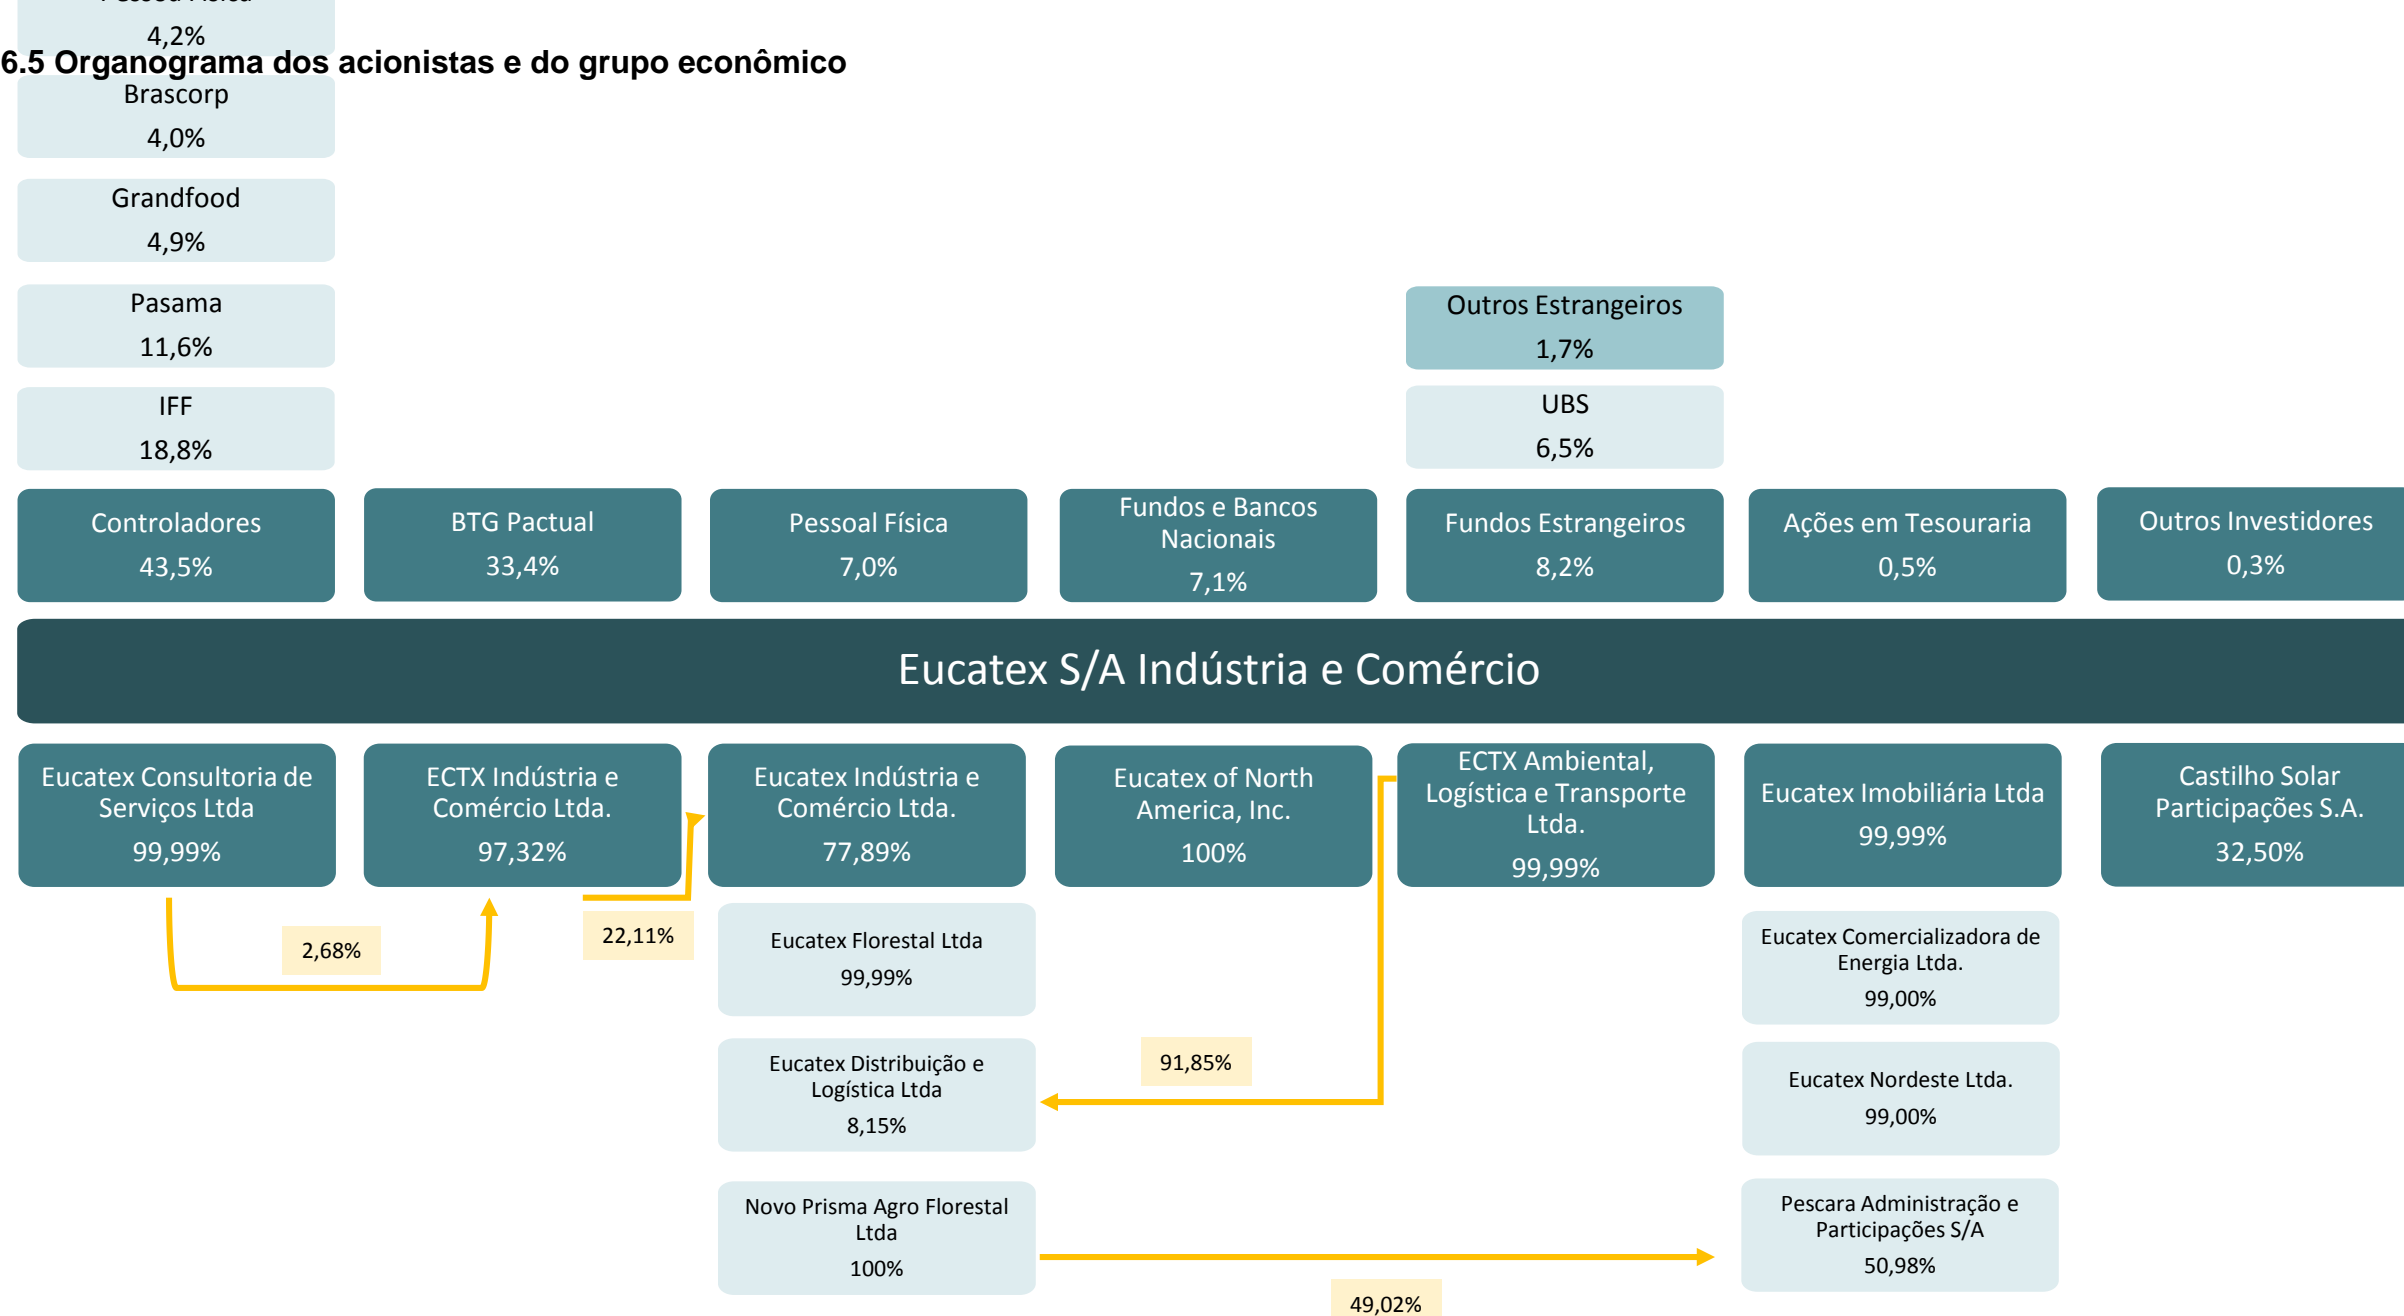 4,2%
6.5 Organograma dos acionistas e do grupo econômico
Brascorp
4,0%
Grandfood
4,9%
Pasama
11,6%
IFF
18,8%
Outros Estrangeiros
1,7%
UBS
6,5%
Controladores
43,5%
BTG Pactual
33,4%
Pessoal Física
7,0%
Fundos e Bancos
Nacionais
7,1%
Fundos Estrangeiros
8,2%
Ações em Tesouraria
0,5%
Outros Investidores
0,3%
Eucatex S/A Indústria e Comércio
Eucatex Consultoria de
Serviços Ltda
99,99%
ECTX Indústria e
Comércio Ltda.
97,32%
Eucatex Indústria e
Comércio Ltda.
77,89%
Eucatex of North
America, Inc.
100%
ECTX Ambiental,
Logística e Transporte
Ltda.
99,99%
Eucatex Imobiliária Ltda
99,99%
Castilho Solar
Participações S.A.
32,50%
2,68%
22,11%
Eucatex Florestal Ltda
99,99%
Eucatex Distribuição e
Logística Ltda
8,15%
Novo Prisma Agro Florestal
Ltda
100%
91,85%
49,02%
Eucatex Comercializadora de
Energia Ltda.
99,00%
Eucatex Nordeste Ltda.
99,00%
Pescara Administração e
Participações S/A
50,98%